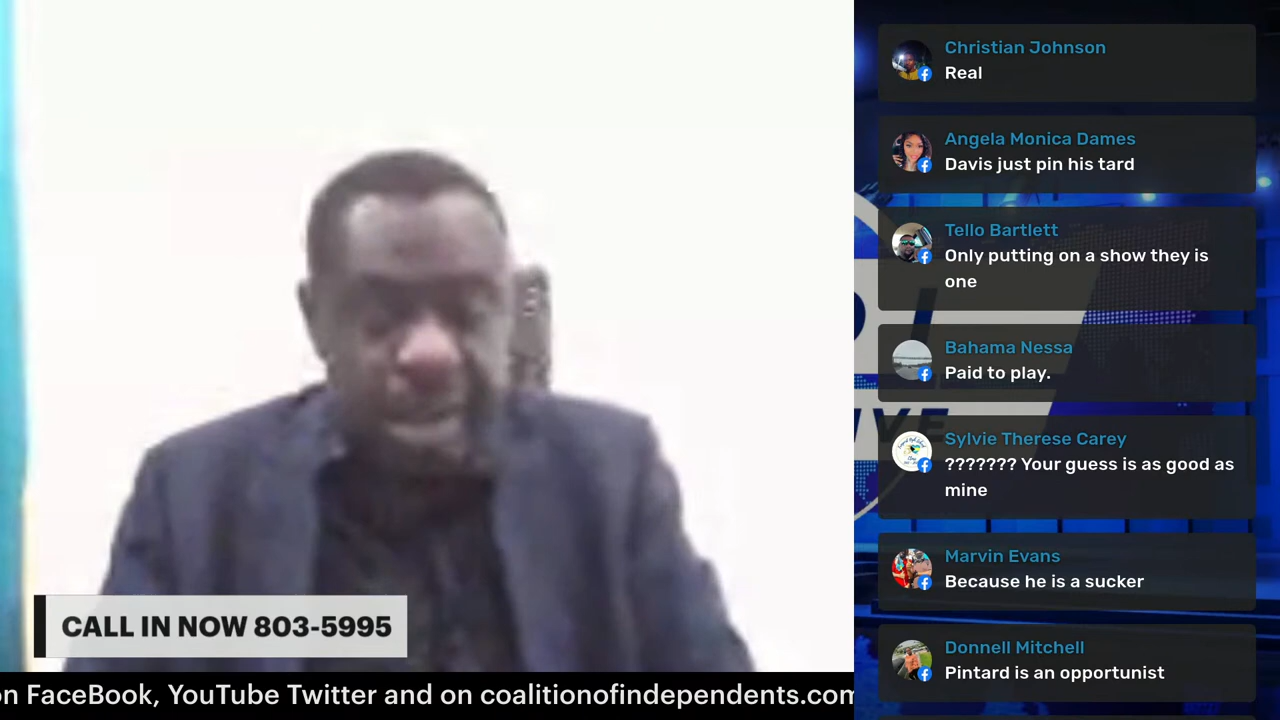 CALL IN NOW 803-5995
on FaceBook, YouTube Twitter and on coalitionofindependents.com
Christian Johnson
Real
Angela Monica Dames
Davis just pin his tard
Tello Bartlett
Only putting on a show they is
one
Bahama Nessa
Paid to play.
Sylvie Therese Carey
??????? Your guess is as good as
mine
Marvin Evans
Because he is a sucker
Donnell Mitchell
Pintard is an opportunist